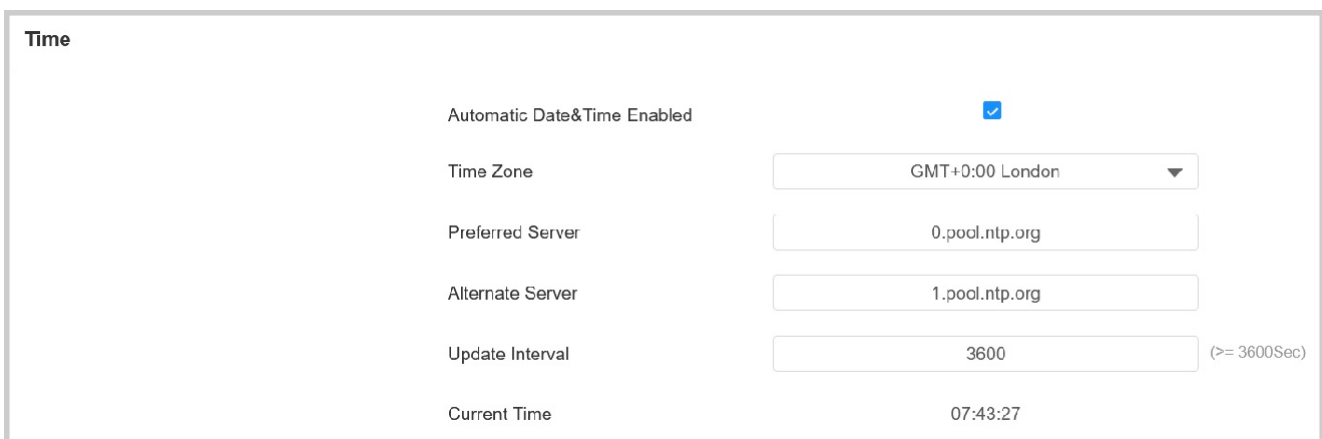 Time
Automatic Date&Time Enabled
Time Zone GMT+0:00 London
Preferred Server 0.pool.ntp.org
Alternate Server 1.pool.ntp.org
Update Interval 3600 (>= 3600Sec)
Current Time 07:43:27